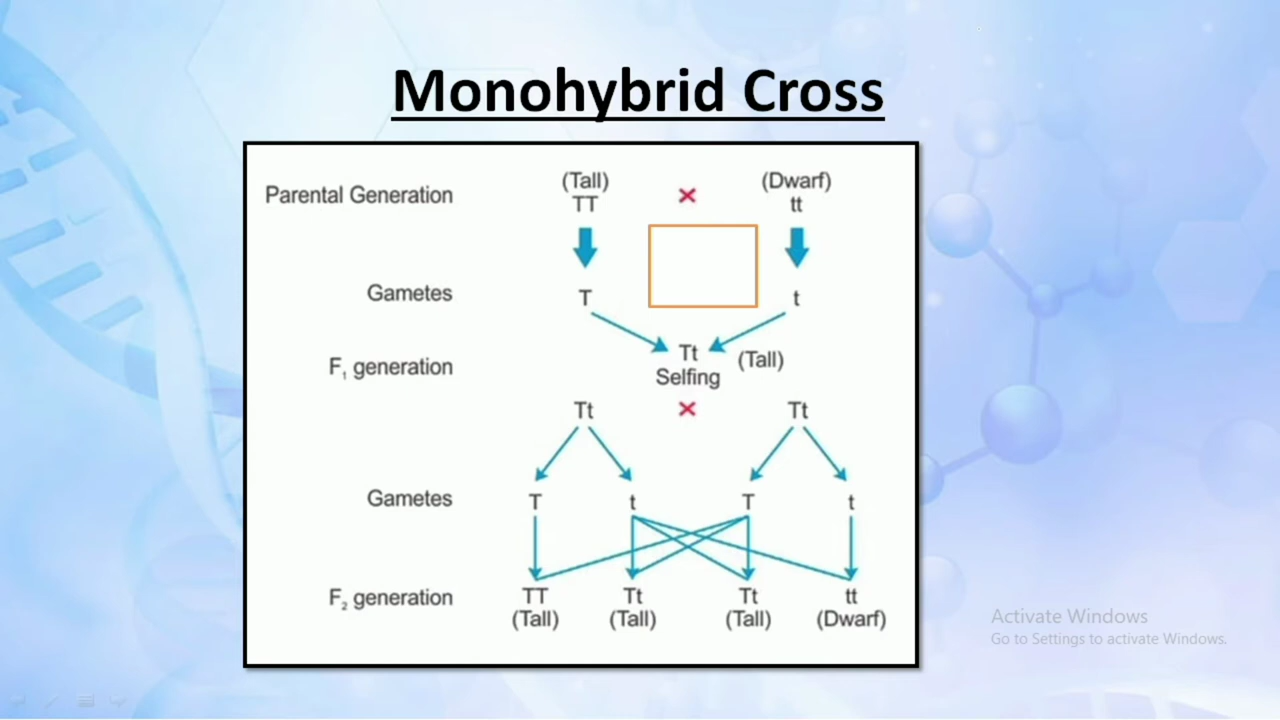 Monohybrid Cross
(Tall) (Dwarf)
Parental Generation TT × tt
Gametes T t
F₁ generation Tt (Tall)
Selfing
Tt × Tt
Gametes T t T t
F₂ generation TT Tt Tt tt
(Tall) (Tall) (Tall) (Dwarf)
Activate Windows
Go to Settings to activate Windows.